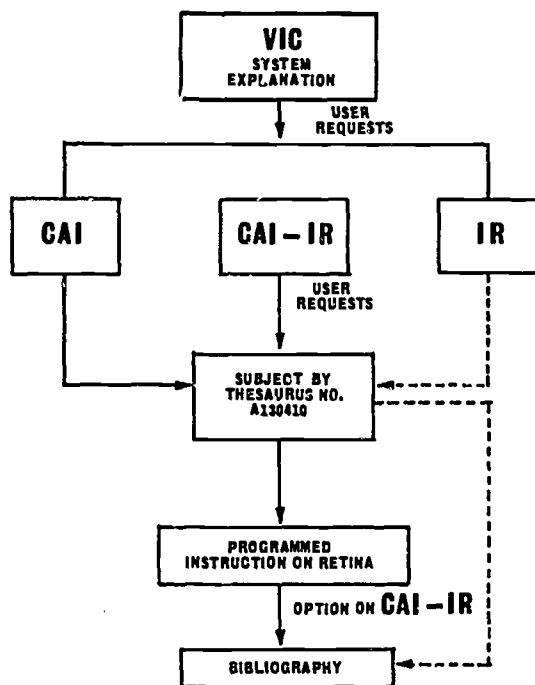 VIC
SYSTEM
EXPLANATION
USER
REQUESTS
CAI
CAI-IR
IR
USER
REQUESTS
SUBJECT BY
THESAURUS NO.
A130410
PROGRAMMED
INSTRUCTION ON RETINA
OPTION ON CAI-IR
BIBLIOGRAPHY